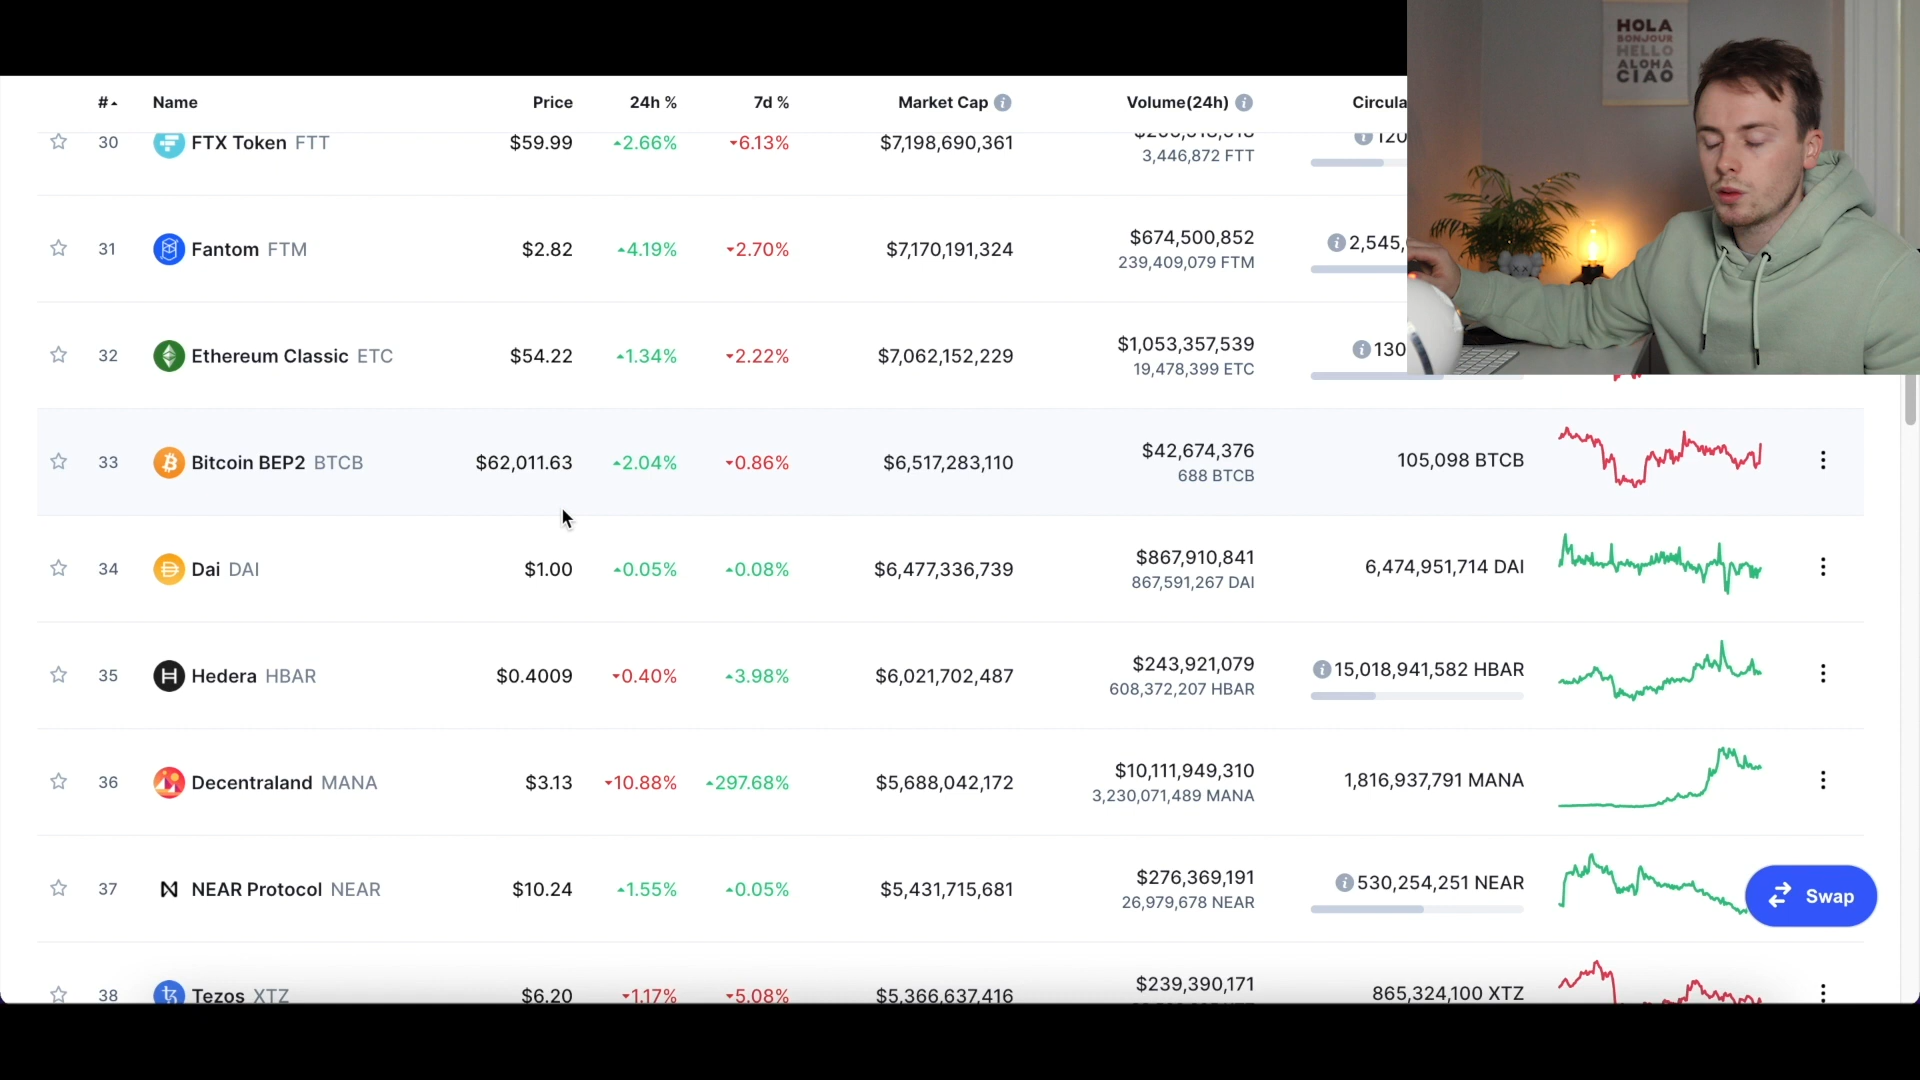 HOLA
BONJOUR
HELLO
ALOHA
CIAO
# Name Price 24h % 7d % Market Cap Volume(24h) Circula
30 FTX Token FTT $59.99 2.66% 6.13% $7,198,690,361
3,446,872 FTT
120
31 Fantom FTM $2.82 4.19% 2.70% $7,170,191,324 $674,500,852 2,545,
239,409,079 FTM
32 Ethereum Classic ETC $54.22 1.34% 2.22% $7,062,152,229 $1,053,357,539 130
19,478,399 ETC
33 Bitcoin BEP2 BTCB $62,011.63 2.04% 0.86% $6,517,283,110 $42,674,376 105,098 BTCB
688 BTCB
34 Dai DAI $1.00 0.05% 0.08% $6,477,336,739 $867,910,841 6,474,951,714 DAI
867,591,267 DAI
35 Hedera HBAR $0.4009 0.40% 3.98% $6,021,702,487 $243,921,079 15,018,941,582 HBAR
608,372,207 HBAR
36 Decentraland MANA $3.13 10.88% 297.68% $5,688,042,172 $10,111,949,310 1,816,937,791 MANA
3,230,071,489 MANA
37 NEAR Protocol NEAR $10.24 1.55% 0.05% $5,431,715,681 $276,369,191 530,254,251 NEAR
26,979,678 NEAR
Swap
38 Tezos XTZ $6.20 1.17% 5.08% $5,366,637,416 $239,390,171 865,324,100 XTZ